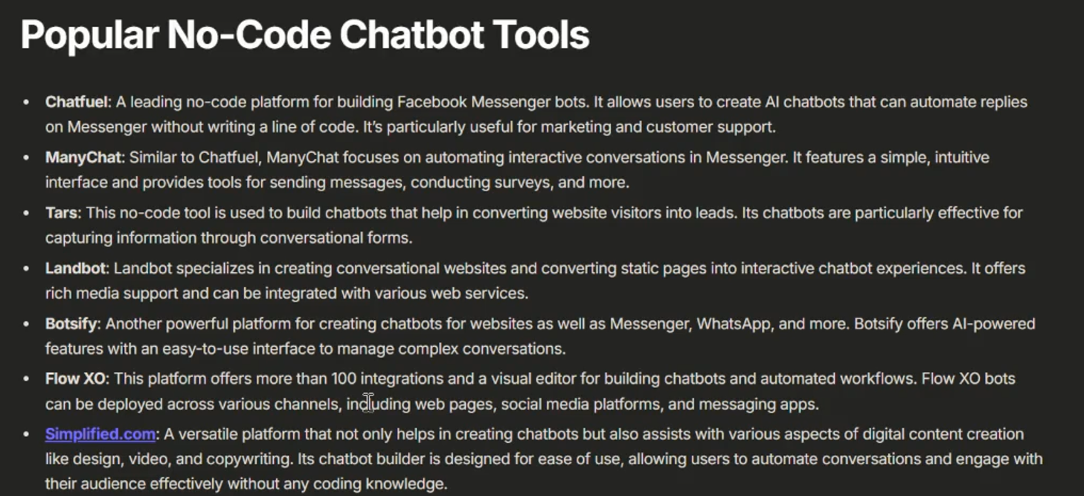 Popular No-Code Chatbot Tools
• Chatfuel: A leading no-code platform for building Facebook Messenger bots. It allows users to create AI chatbots that can automate replies
on Messenger without writing a line of code. It's particularly useful for marketing and customer support.
• ManyChat: Similar to Chatfuel, ManyChat focuses on automating interactive conversations in Messenger. It features a simple, intuitive
interface and provides tools for sending messages, conducting surveys, and more.
• Tars: This no-code tool is used to build chatbots that help in converting website visitors into leads. Its chatbots are particularly effective for
capturing information through conversational forms.
• Landbot: Landbot specializes in creating conversational websites and converting static pages into interactive chatbot experiences. It offers
rich media support and can be integrated with various web services.
• Botsify: Another powerful platform for creating chatbots for websites as well as Messenger, WhatsApp, and more. Botsify offers AI-powered
features with an easy-to-use interface to manage complex conversations.
• Flow XO: This platform offers more than 100 integrations and a visual editor for building chatbots and automated workflows. Flow XO bots
can be deployed across various channels, including web pages, social media platforms, and messaging apps.
• Simplified.com: A versatile platform that not only helps in creating chatbots but also assists with various aspects of digital content creation
like design, video, and copywriting. Its chatbot builder is designed for ease of use, allowing users to automate conversations and engage with
their audience effectively without any coding knowledge.